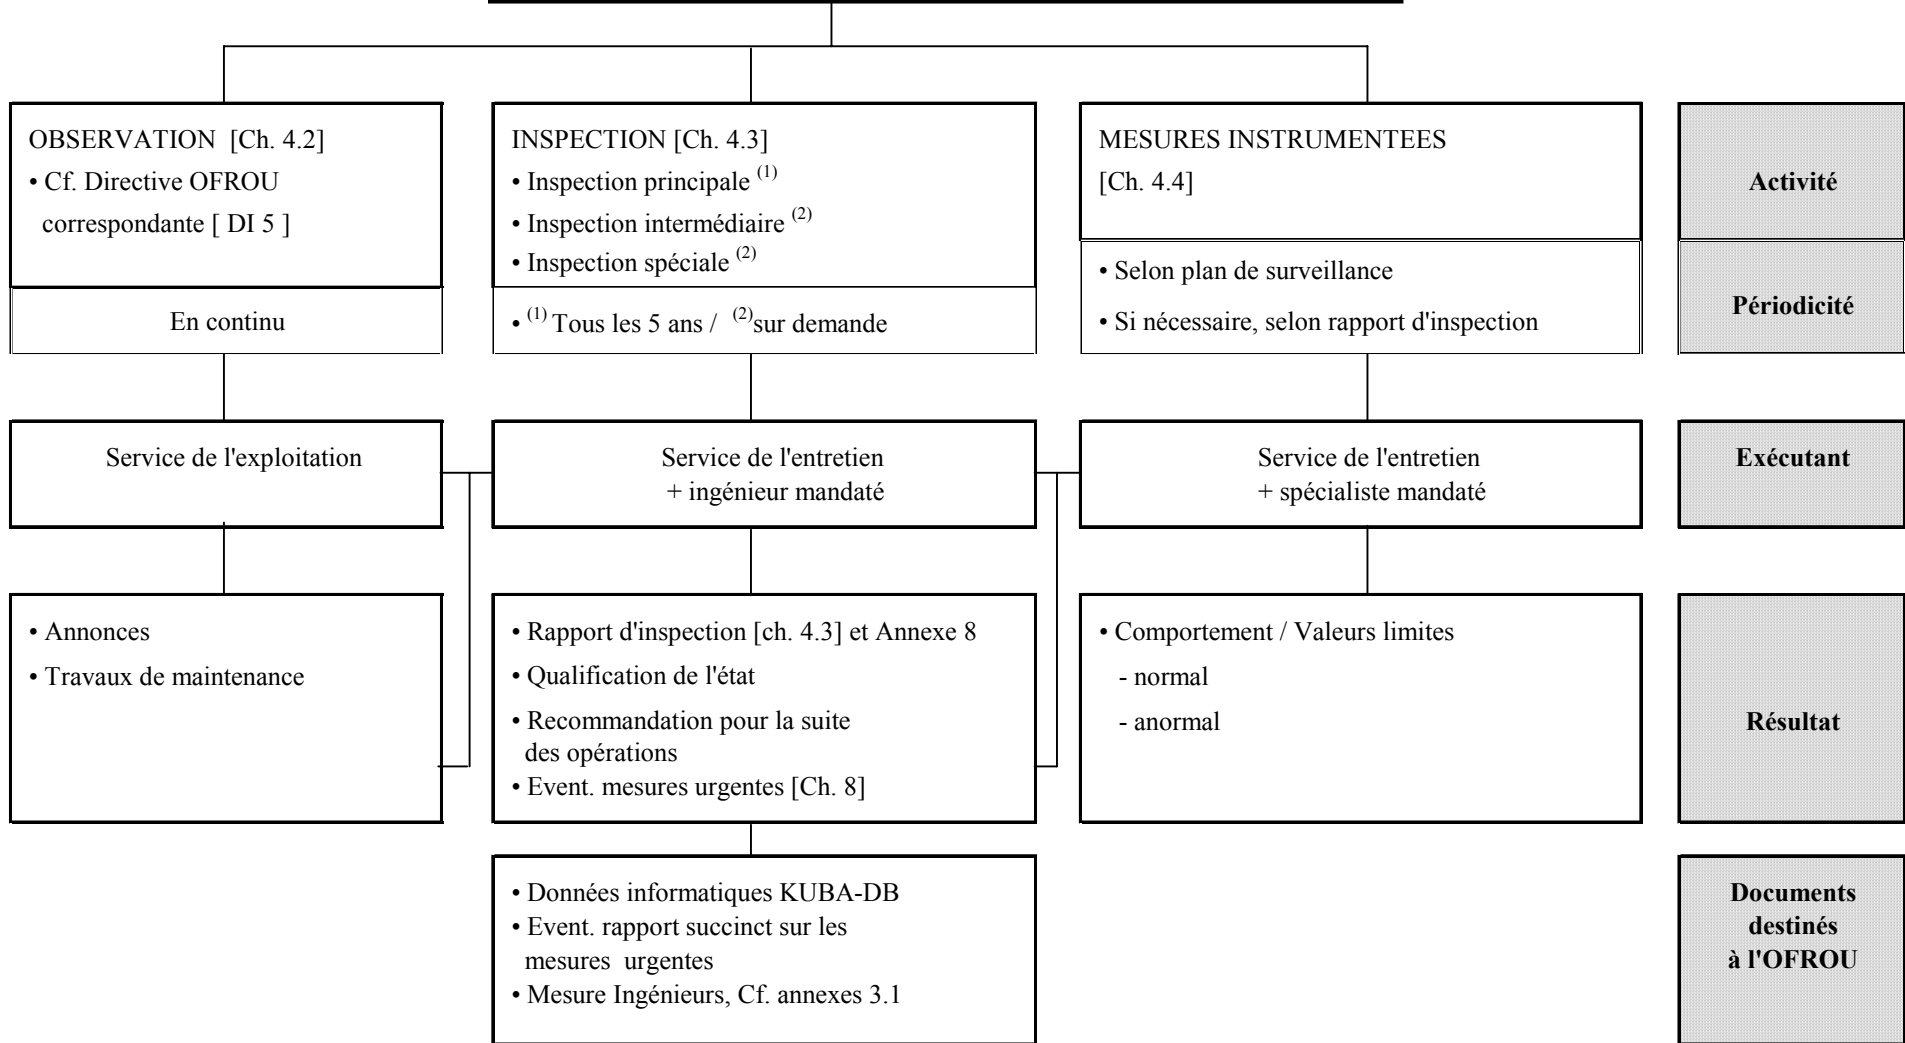 OBSERVATION [Ch. 4.2]
• Cf. Directive OFROU
correspondante [ DI 5 ]
En continu
INSPECTION [Ch. 4.3]
• Inspection principale (1)
• Inspection intermédiaire (2)
• Inspection spéciale (2)
• (1) Tous les 5 ans / (2)sur demande
MESURES INSTRUMENTEES
[Ch. 4.4]
• Selon plan de surveillance
• Si nécessaire, selon rapport d'inspection
Activité
Périodicité
Service de l'exploitation
Service de l'entretien
+ ingénieur mandaté
Service de l'entretien
+ spécialiste mandaté
Exécutant
• Annonces
• Travaux de maintenance
• Rapport d'inspection [ch. 4.3] et Annexe 8
• Qualification de l'état
• Recommandation pour la suite
des opérations
• Event. mesures urgentes [Ch. 8]
• Comportement / Valeurs limites
- normal
- anormal
Résultat
• Données informatiques KUBA-DB
• Event. rapport succinct sur les
mesures urgentes
• Mesure Ingénieurs, Cf. annexes 3.1
Documents
destinés
à l'OFROU